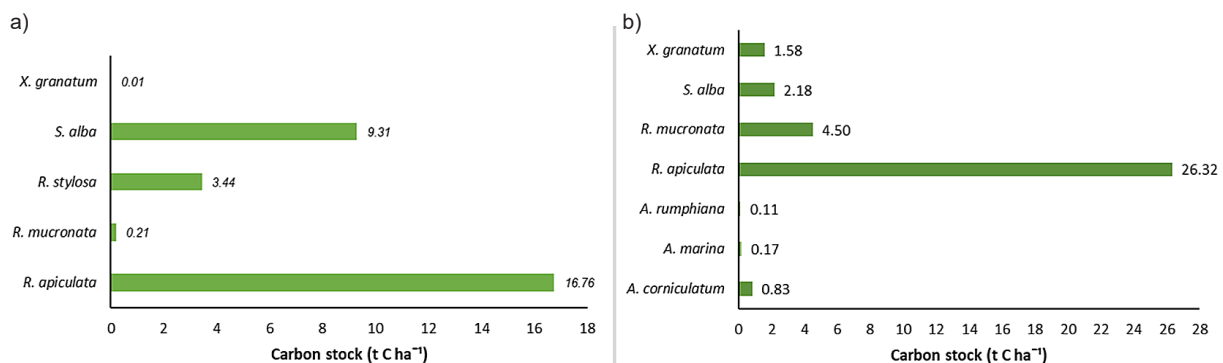 a)
X. granatum 0.01
S. alba 9.31
R. stylosa 3.44
R. mucronata 0.21
R. apiculata 16.76
0 2 4 6 8 10 12 14 16 18
Carbon stock (t C ha⁻¹)
b)
X. granatum 1.58
S. alba 2.18
R. mucronata 4.50
R. apiculata 26.32
A. rumphiana 0.11
A. marina 0.17
A. corniculatum 0.83
0 2 4 6 8 10 12 14 16 18 20 22 24 26 28
Carbon stock (t C ha⁻¹)